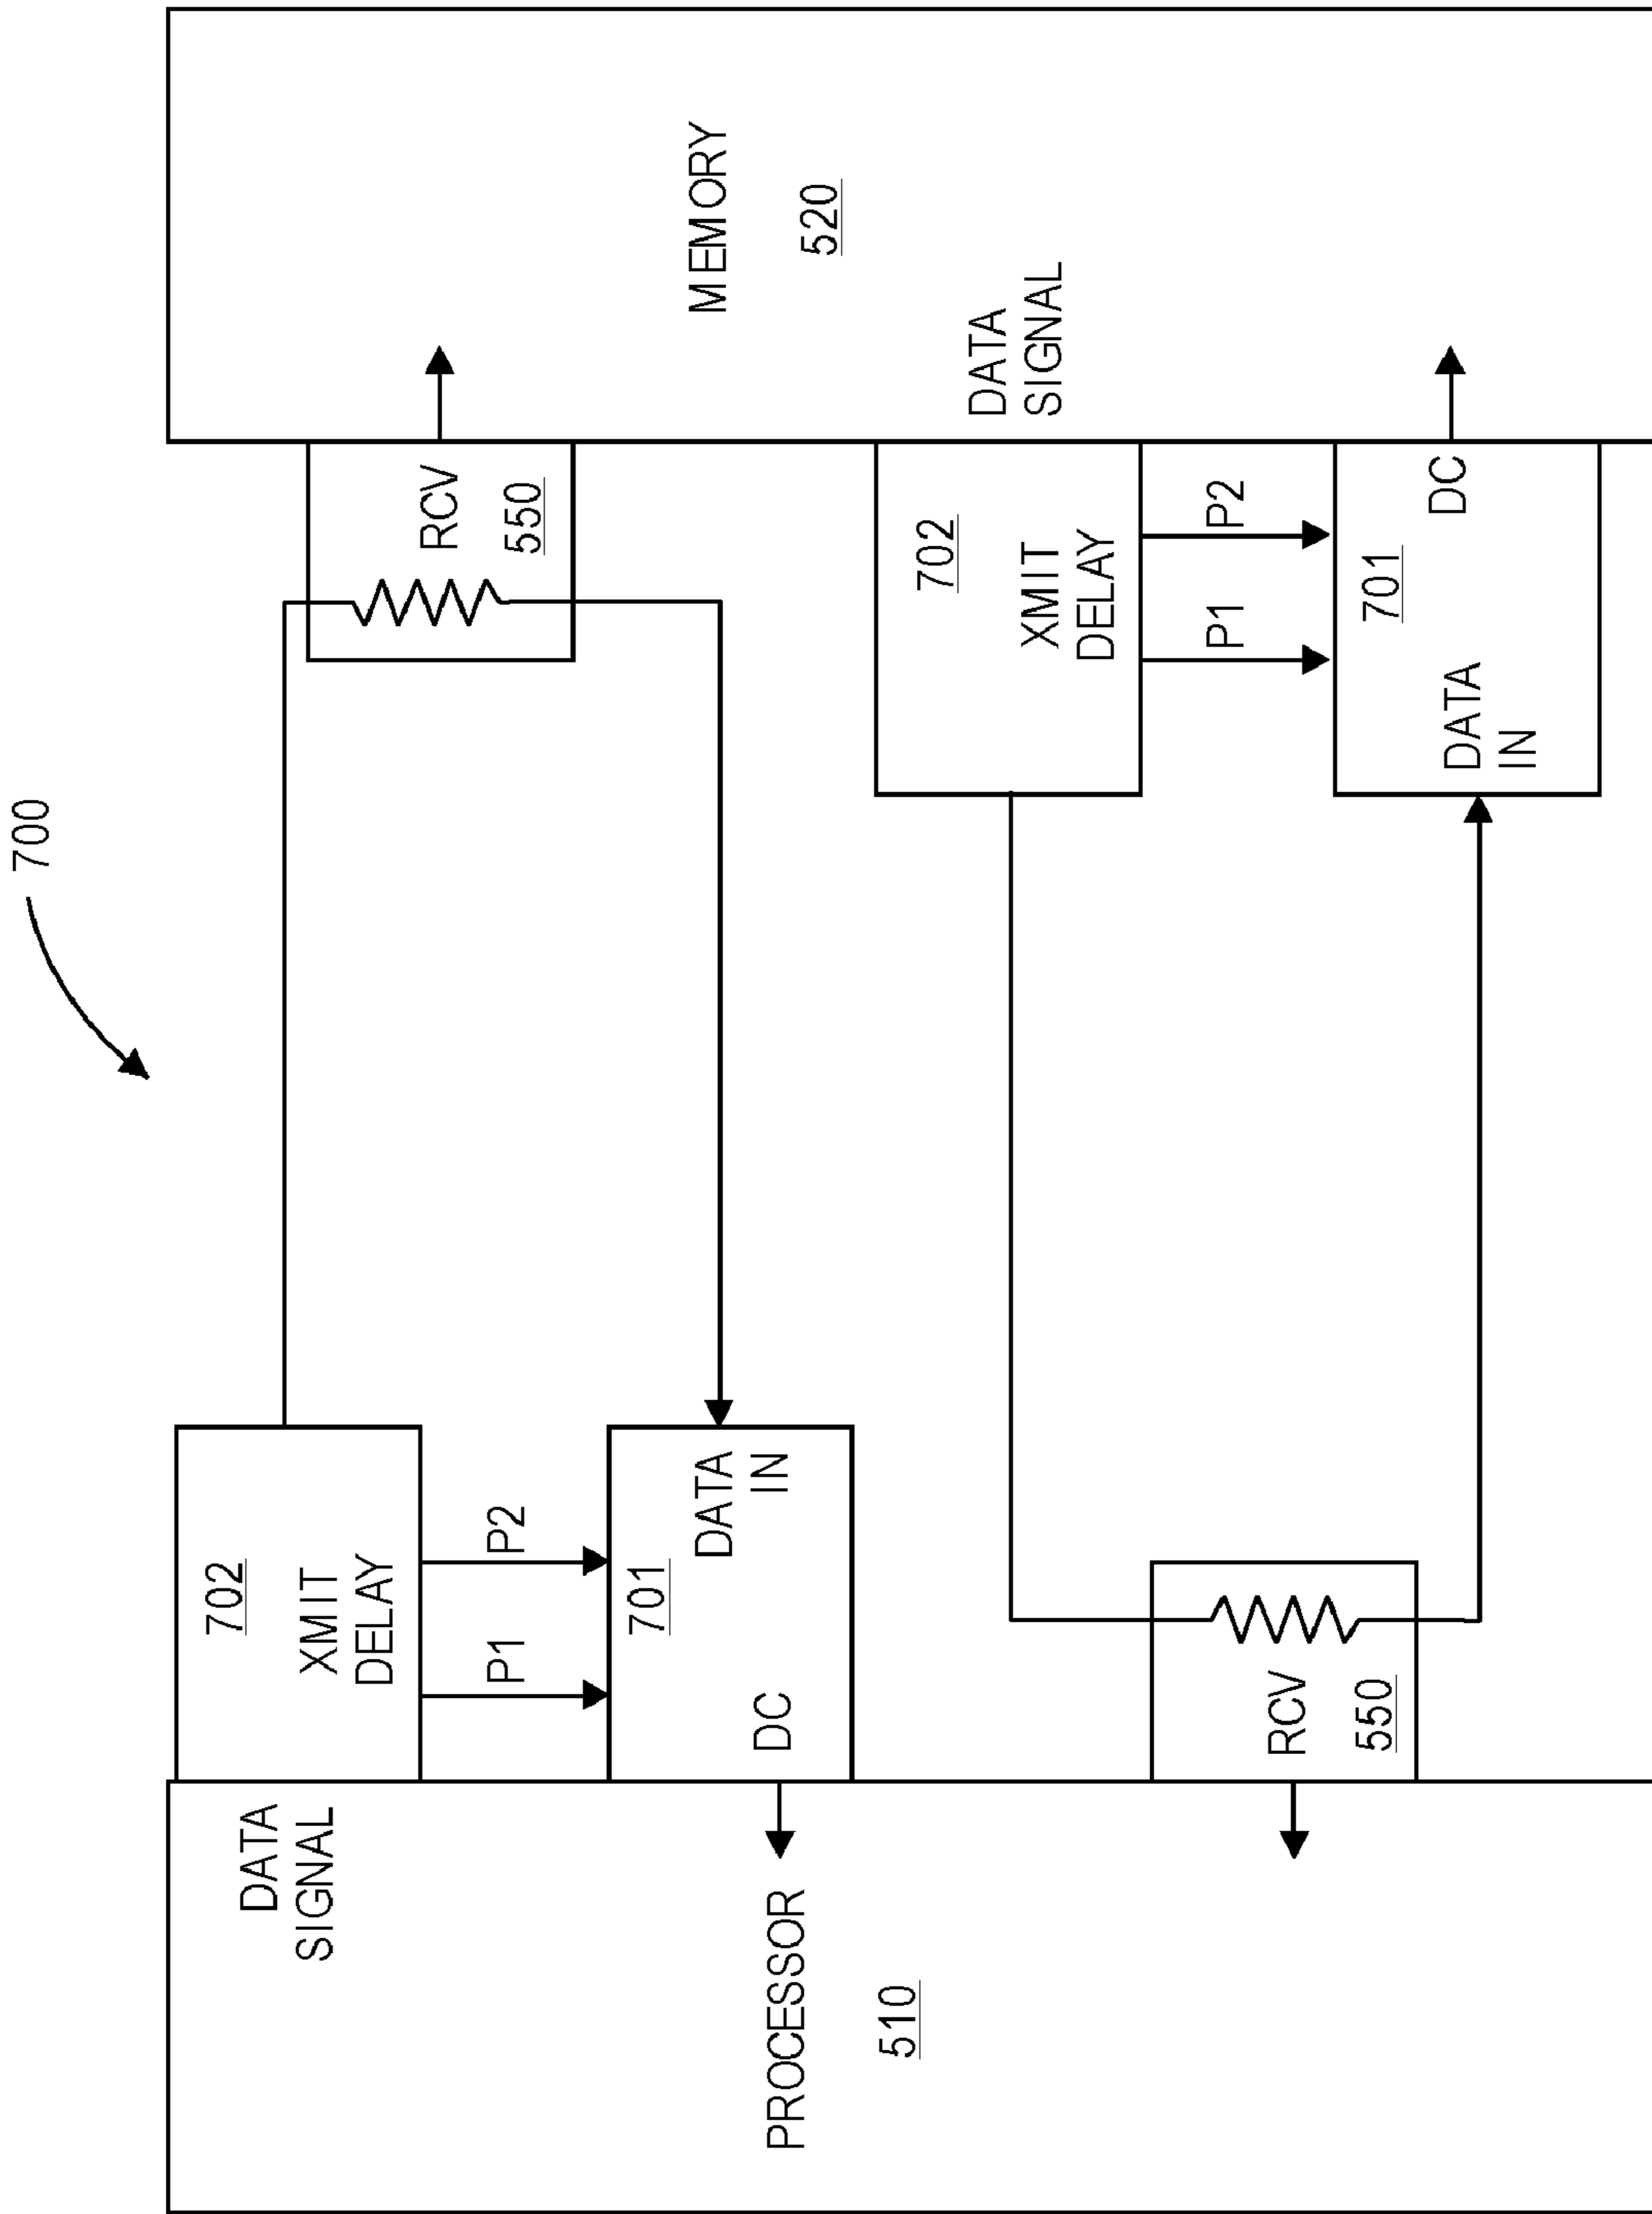 700
DATA
SIGNAL
702
XMIT
DELAY
P1
P2
701
DATA
IN
DC
PROCESSOR
510
RCV
550
RCV
550
MEMORY
520
DATA
SIGNAL
702
XMIT
DELAY
P1
P2
701
DC
DATA
IN